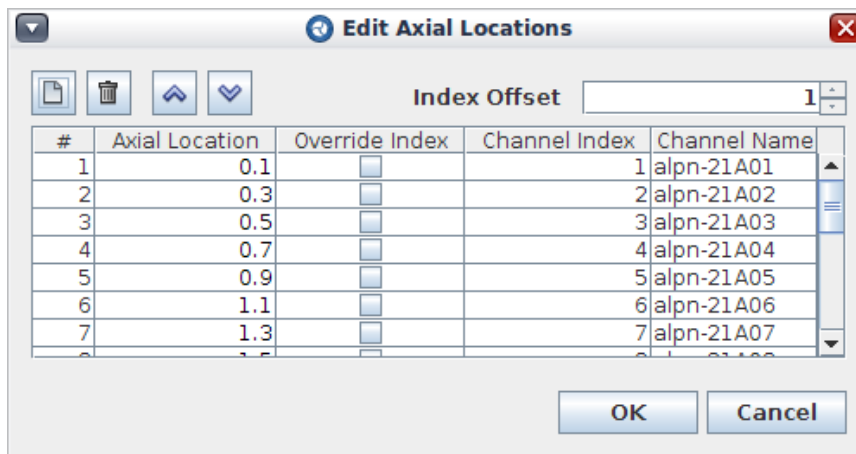 Edit Axial Locations
Index Offset 1
# Axial Location Override Index Channel Index Channel Name
1 0.1 1 alpn-21A01
2 0.3 2 alpn-21A02
3 0.5 3 alpn-21A03
4 0.7 4 alpn-21A04
5 0.9 5 alpn-21A05
6 1.1 6 alpn-21A06
7 1.3 7 alpn-21A07
OK Cancel